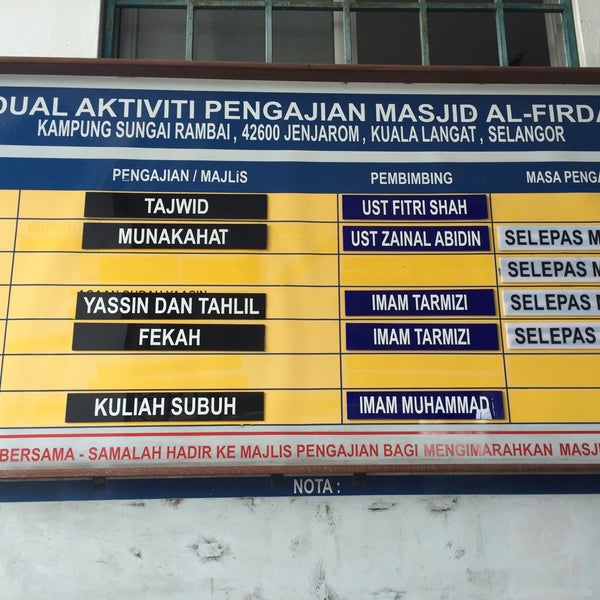 DUAL AKTIVITI PENGAJIAN MASJID AL-FIRDA
KAMPUNG SUNGAI RAMBAI , 42600 JENJAROM , KUALA LANGAT , SELANGOR
PENGAJIAN / MAJLiS PEMBIMBING MASA PENGA
TAJWID UST FITRI SHAH
MUNAKAHAT UST ZAINAL ABIDIN SELEPAS M
SELEPAS M
YASSIN DAN TAHLIL IMAM TARMIZI SELEPAS M
FEKAH IMAM TARMIZI SELEPAS
KULIAH SUBUH IMAM MUHAMMAD
BERSAMA - SAMALAH HADIR KE MAJLIS PENGAJIAN BAGI MENGIMARAHKAN MASJ
NOTA :